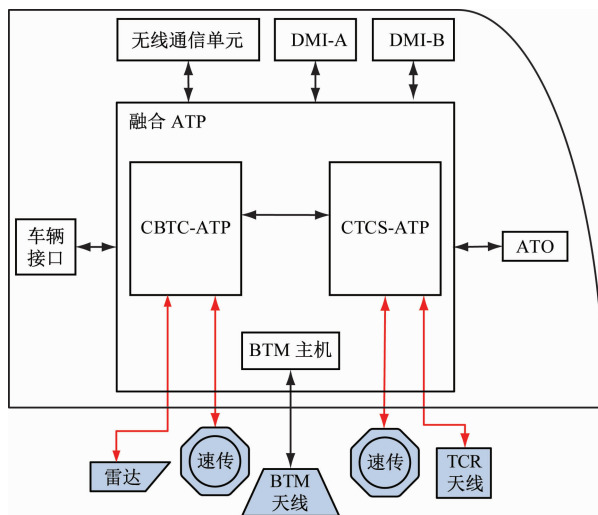 无线通信单元
DMI-A
DMI-B
融合 ATP
CBTC-ATP
CTCS-ATP
车辆
接口
ATO
BTM 主机
雷达
速传
BTM
天线
速传
TCR
天线